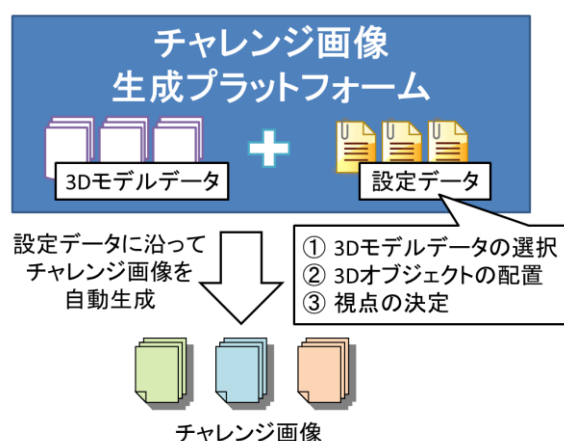 チャレンジ画像
生成プラットフォーム
3Dモデルデータ
設定データ
設定データに沿って
チャレンジ画像を
自動生成
① 3Dモデルデータの選択
② 3Dオブジェクトの配置
③ 視点の決定
チャレンジ画像